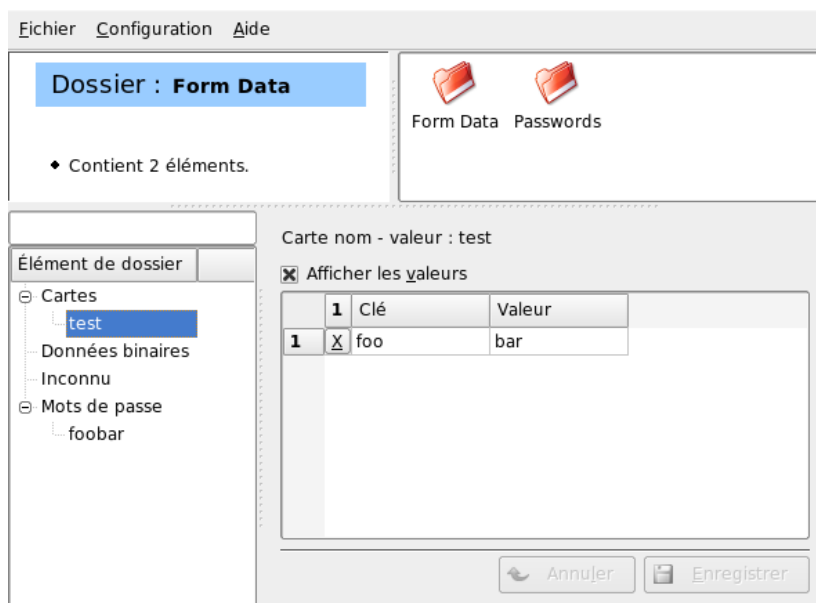 Fichier Configuration Aide
Dossier : Form Data
Contient 2 éléments.
Form Data Passwords
Élément de dossier
Cartes
test
Données binaires
Inconnu
Mots de passe
foobar
Carte nom - valeur : test
Afficher les valeurs
1 Clé Valeur
1 X foo bar
Annuler Enregistrer